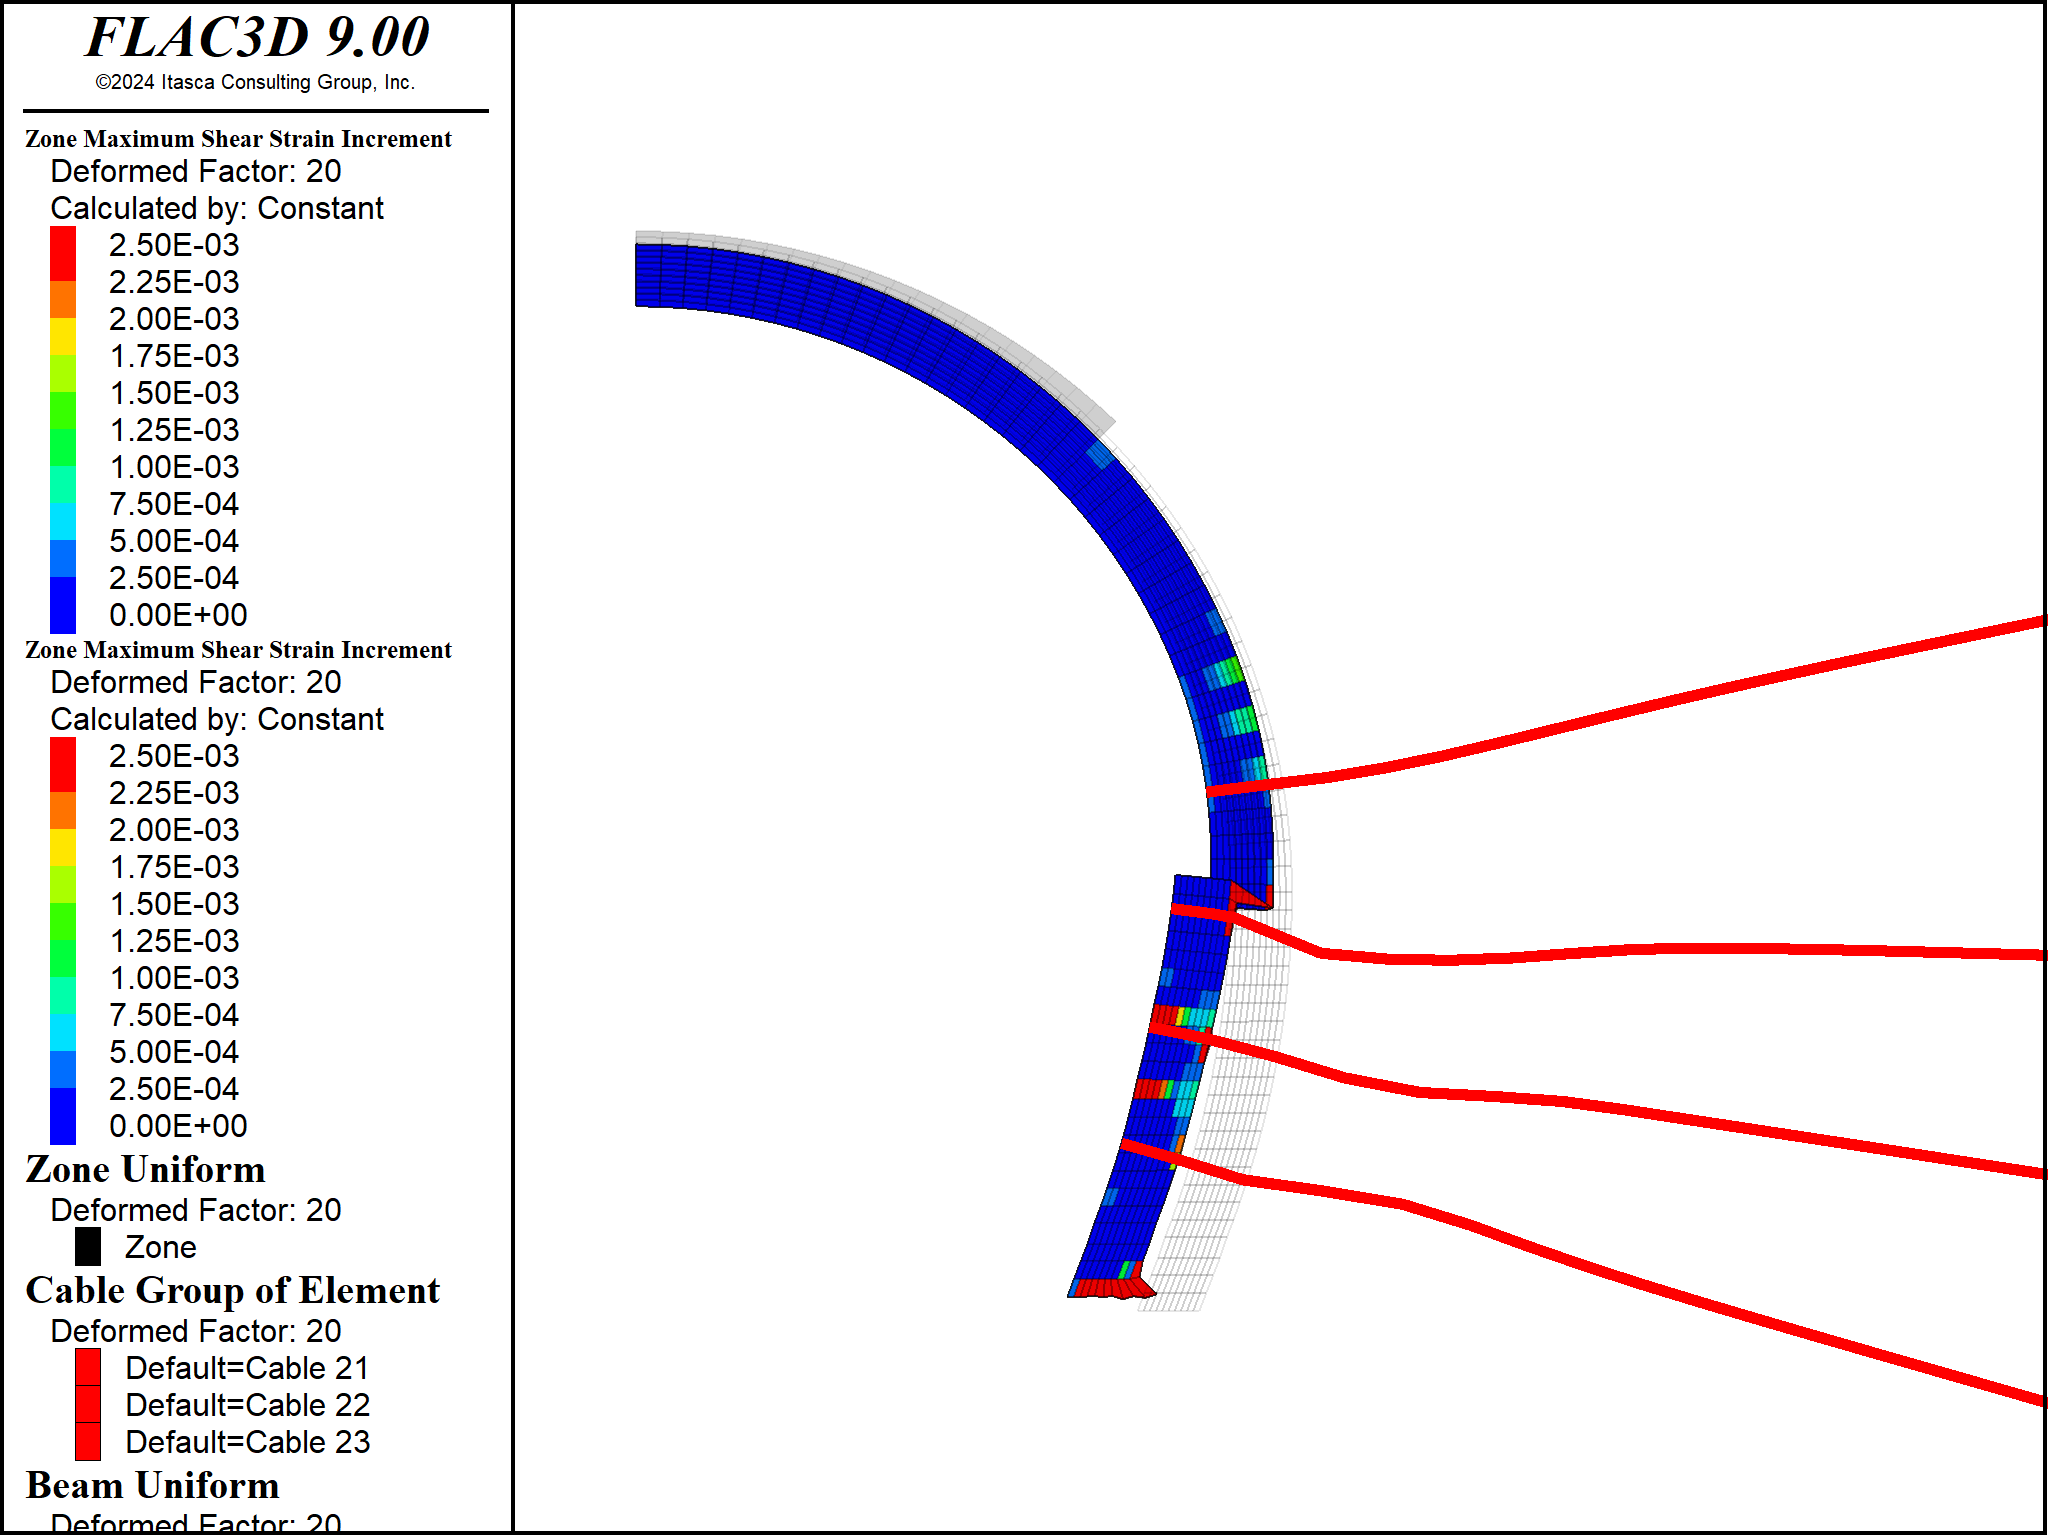 FLAC3D 9.00
©2024 Itasca Consulting Group, Inc.
Zone Maximum Shear Strain Increment
Deformed Factor: 20
Calculated by: Constant
2.50E-03
2.25E-03
2.00E-03
1.75E-03
1.50E-03
1.25E-03
1.00E-03
7.50E-04
5.00E-04
2.50E-04
0.00E+00
Zone Maximum Shear Strain Increment
Deformed Factor: 20
Calculated by: Constant
2.50E-03
2.25E-03
2.00E-03
1.75E-03
1.50E-03
1.25E-03
1.00E-03
7.50E-04
5.00E-04
2.50E-04
0.00E+00
Zone Uniform
Deformed Factor: 20
Zone
Cable Group of Element
Deformed Factor: 20
Default=Cable 21
Default=Cable 22
Default=Cable 23
Beam Uniform
Deformed Factor: 20